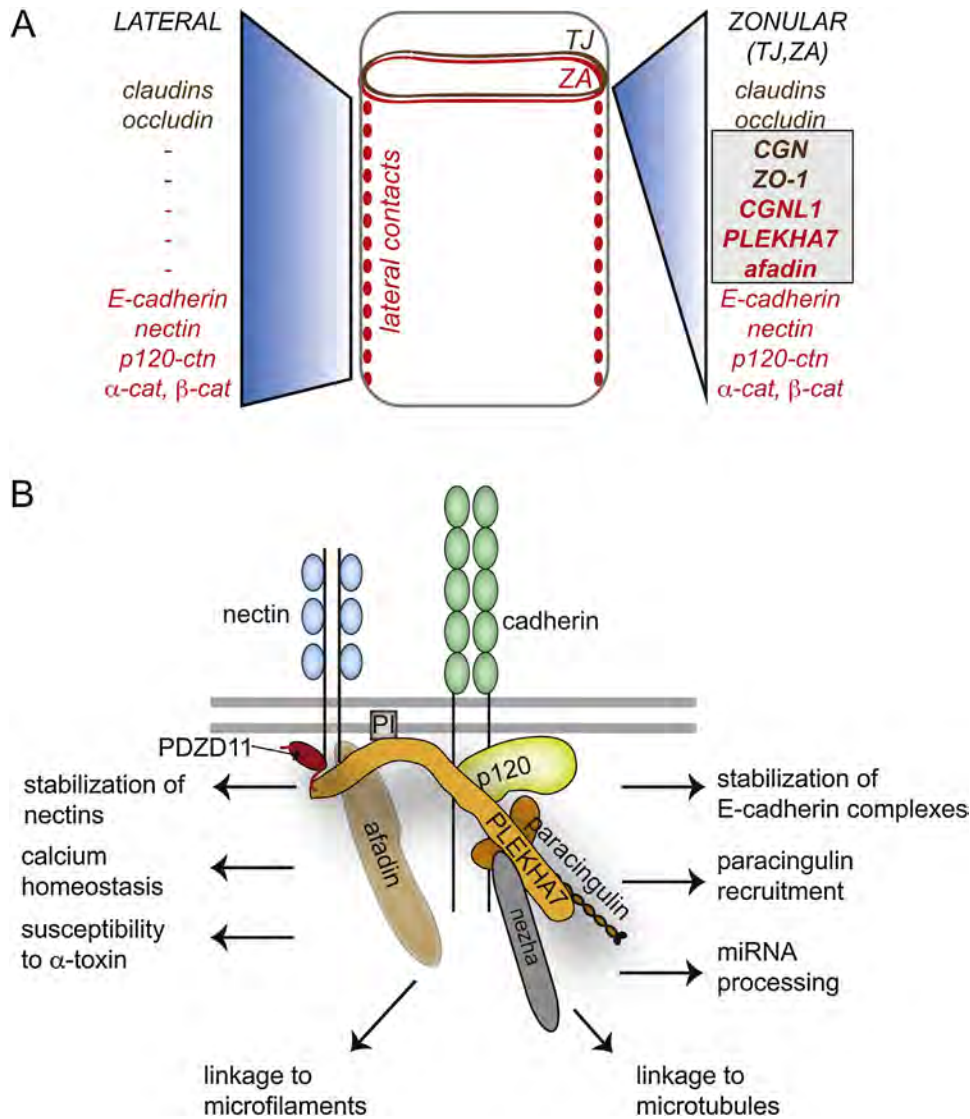 A
LATERAL
claudins
occludin
-
-
-
-
-
E-cadherin
nectin
p120-ctn
α-cat, β-cat
TJ
ZA
lateral contacts
ZONULAR
(TJ,ZA)
claudins
occludin
CGN
ZO-1
CGNL1
PLEKHA7
afadin
E-cadherin
nectin
p120-ctn
α-cat, β-cat
B
nectin
cadherin
PI
PDZD11
p120
afadin
PLEKHA7
paracingulin
nezha
stabilization of
nectins
calcium
homeostasis
susceptibility
to α-toxin
stabilization of
E-cadherin complexes
paracingulin
recruitment
miRNA
processing
linkage to
microfilaments
linkage to
microtubules